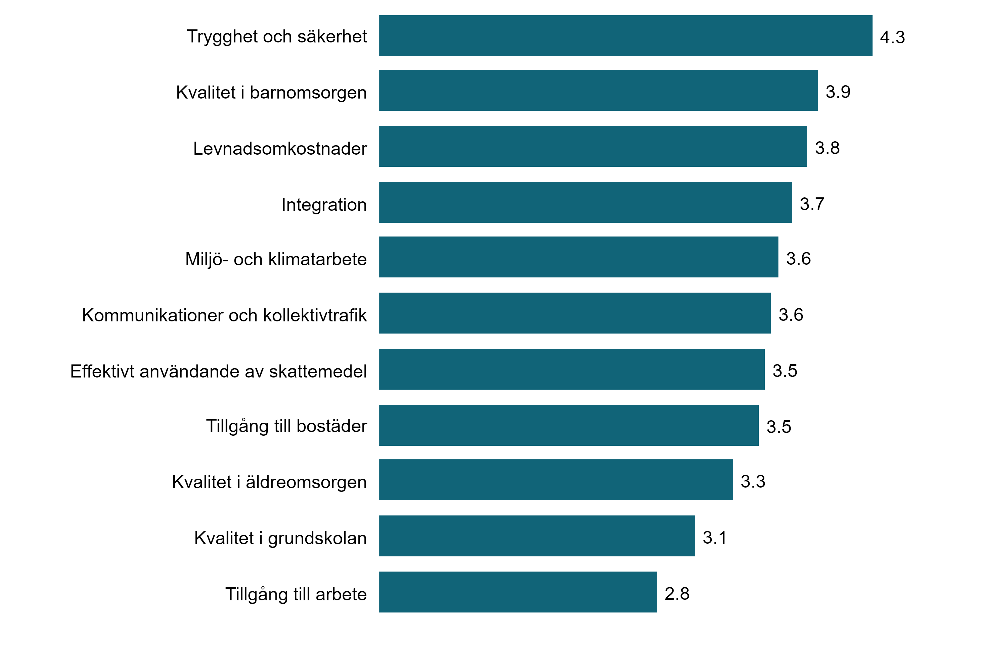 Trygghet och säkerhet 4.3
Kvalitet i barnomsorgen 3.9
Levnadsomkostnader 3.8
Integration 3.7
Miljö- och klimatarbete 3.6
Kommunikationer och kollektivtrafik 3.6
Effektivt användande av skattemedel 3.5
Tillgång till bostäder 3.5
Kvalitet i äldreomsorgen 3.3
Kvalitet i grundskolan 3.1
Tillgång till arbete 2.8